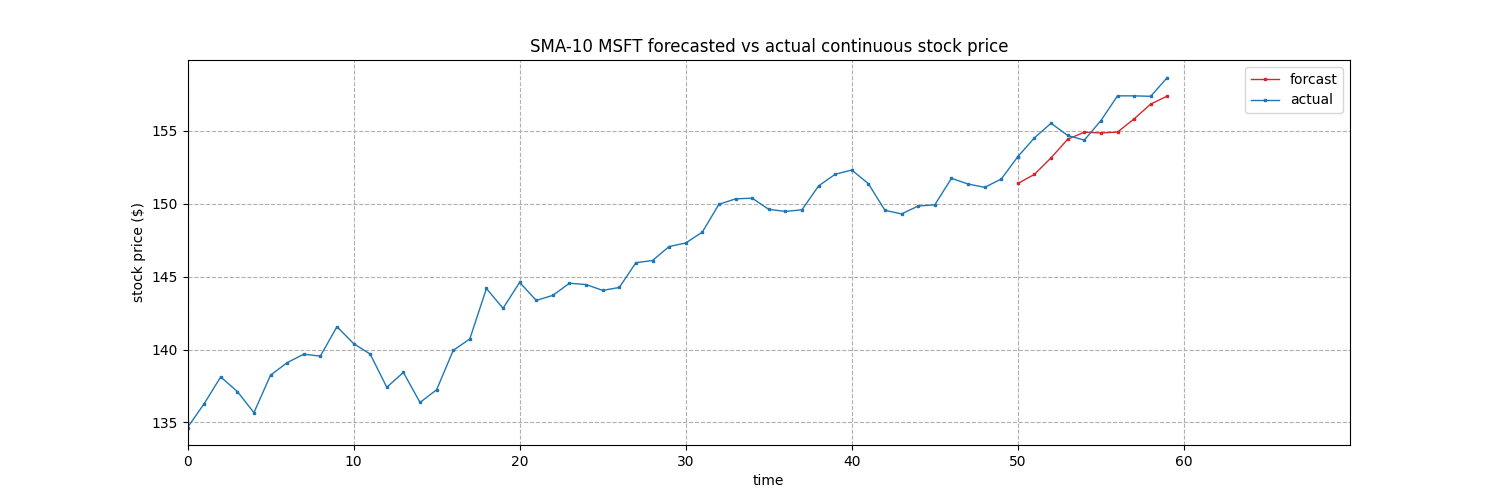 SMA-10 MSFT forecasted vs actual continuous stock price
forcast
actual
155
150
145
140
135
stock price ($)
0 10 20 30 40 50 60
time